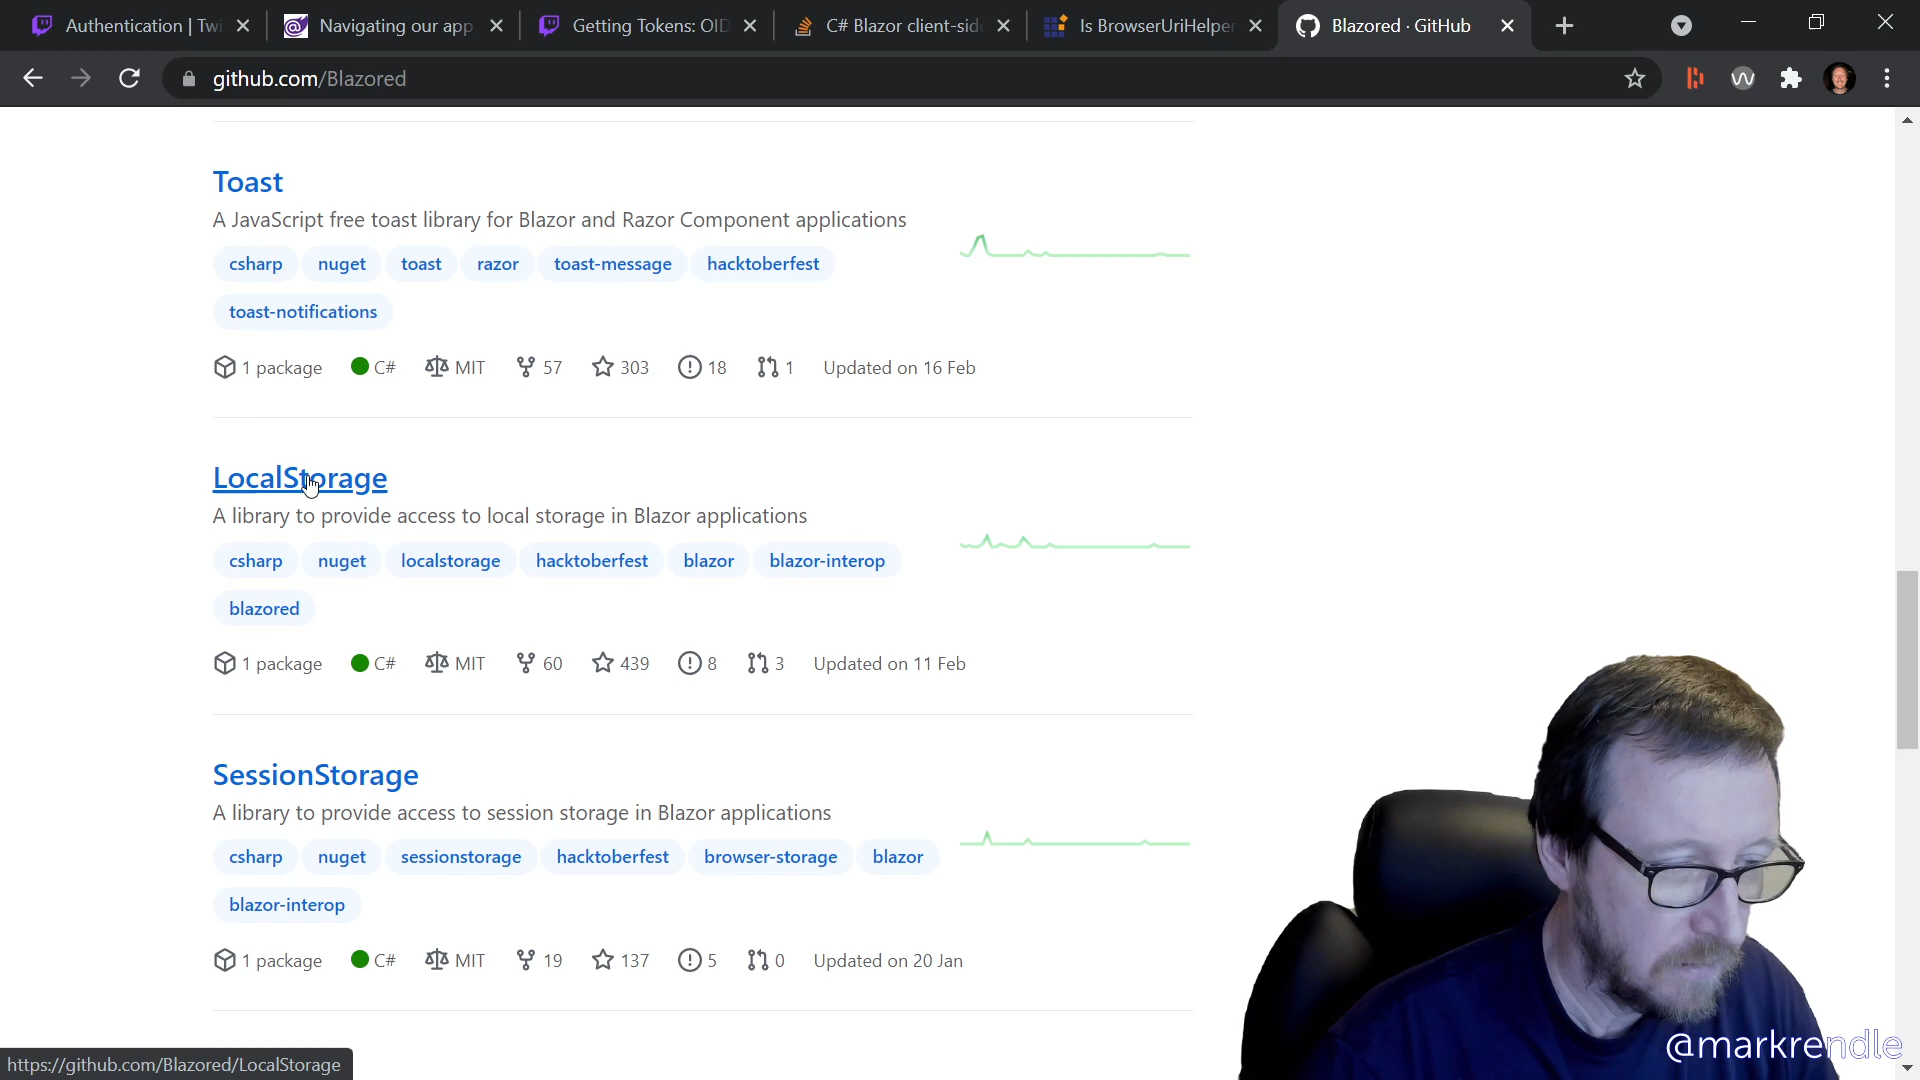 Authentication | Twi
Navigating our app
Getting Tokens: OID
C# Blazor client-side
Is BrowserUriHelper
Blazored · GitHub
github.com/Blazored
Toast
A JavaScript free toast library for Blazor and Razor Component applications
csharp nuget toast razor toast-message hacktoberfest
toast-notifications
1 package C# MIT 57 303 18 1 Updated on 16 Feb
LocalStorage
A library to provide access to local storage in Blazor applications
csharp nuget localstorage hacktoberfest blazor blazor-interop
blazored
1 package C# MIT 60 439 8 3 Updated on 11 Feb
SessionStorage
A library to provide access to session storage in Blazor applications
csharp nuget sessionstorage hacktoberfest browser-storage blazor
blazor-interop
1 package C# MIT 19 137 5 0 Updated on 20 Jan
@markrendle
https://github.com/Blazored/LocalStorage